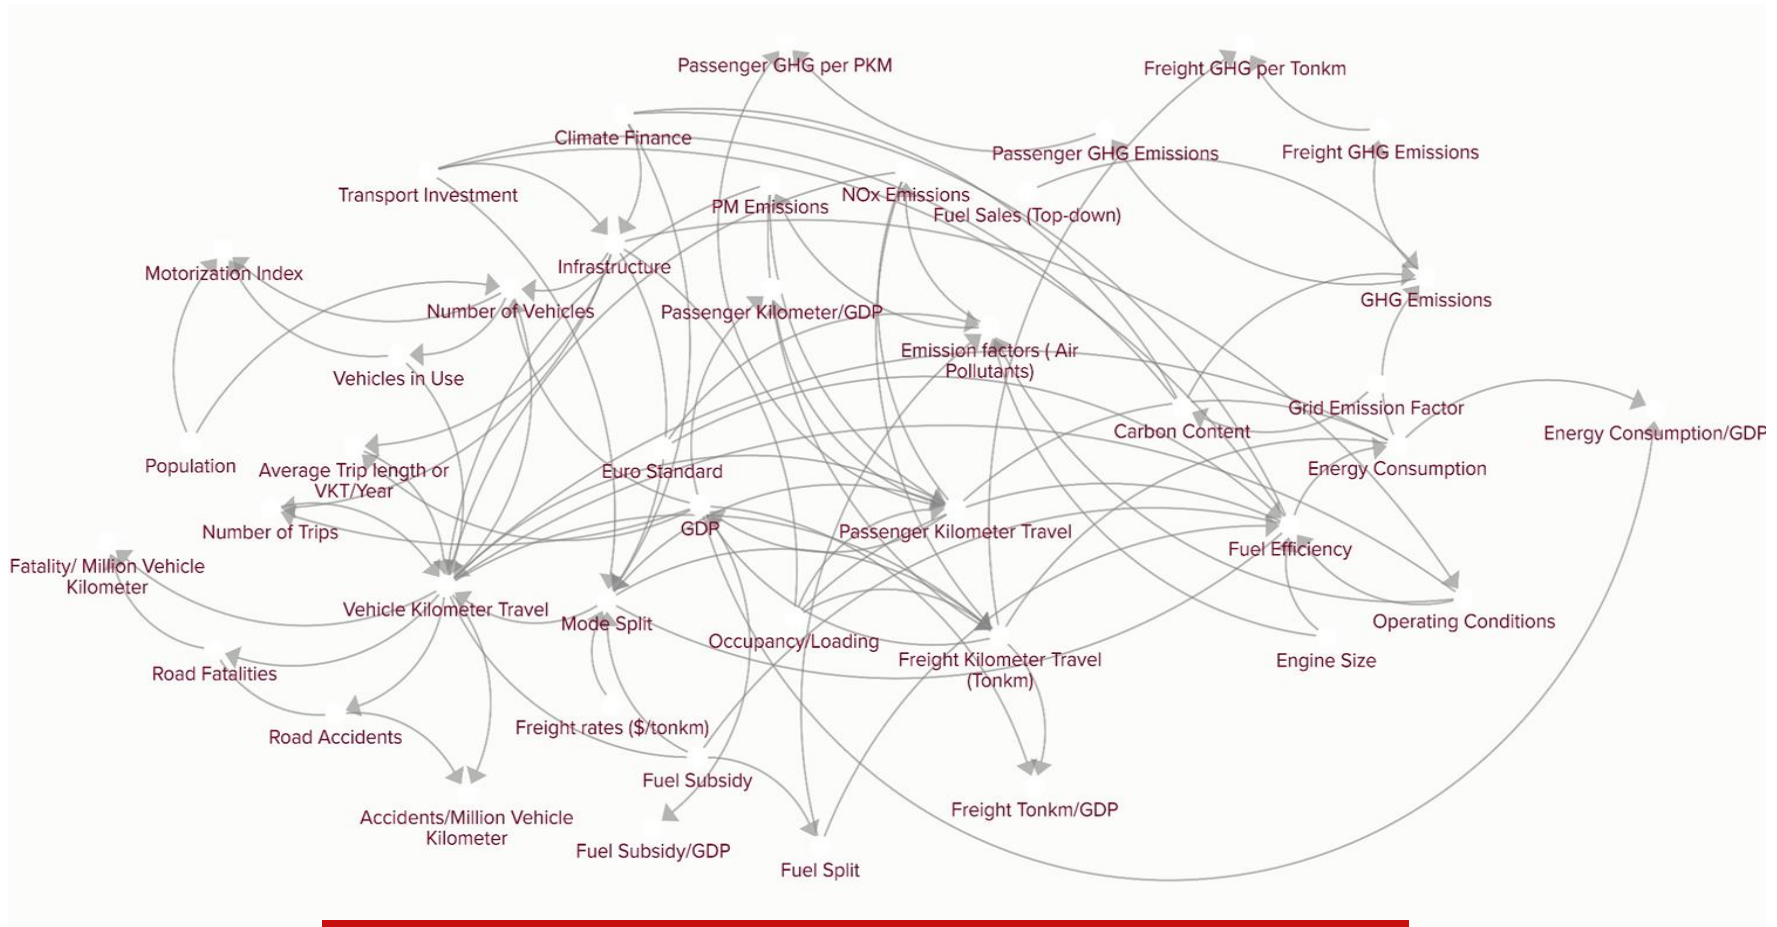 Passenger GHG per PKM
Freight GHG per Tonkm
Climate Finance
Passenger GHG Emissions
Freight GHG Emissions
Transport Investment
PM Emissions
NOx Emissions
Fuel Sales (Top-down)
Motorization Index
Infrastructure
Number of Vehicles
Passenger Kilometer/GDP
GHG Emissions
Vehicles in Use
Emission factors ( Air
Pollutants)
Grid Emission Factor
Carbon Content
Energy Consumption/GDP
Population
Average Trip length or
VKT/Year
Euro Standard
Energy Consumption
Number of Trips
GDP
Passenger Kilometer Travel
Fuel Efficiency
Fatality/ Million Vehicle
Kilometer
Vehicle Kilometer Travel
Mode Split
Occupancy/Loading
Operating Conditions
Freight Kilometer Travel
(Tonkm)
Engine Size
Road Fatalities
Freight rates ($/tonkm)
Road Accidents
Fuel Subsidy
Freight Tonkm/GDP
Accidents/Million Vehicle
Kilometer
Fuel Subsidy/GDP
Fuel Split